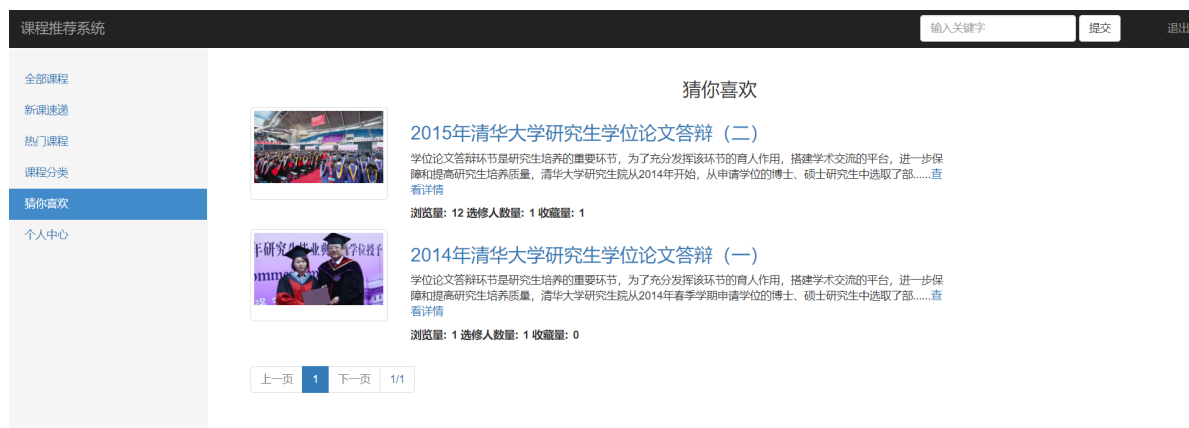 课程推荐系统
输入关键字
提交
退出
全部课程
新课速递
热门课程
课程分类
猜你喜欢
个人中心
猜你喜欢
2015年清华大学研究生学位论文答辩（二）
学位论文答辩环节是研究生培养的重要环节，为了充分发挥该环节的育人作用，搭建学术交流的平台，进一步保
障和提高研究生培养质量，清华大学研究生院从2014年开始，从申请学位的博士、硕士研究生中选取了部......查
看详情
浏览量: 12 选修人数量: 1 收藏量: 1
2014年清华大学研究生学位论文答辩（一）
学位论文答辩环节是研究生培养的重要环节，为了充分发挥该环节的育人作用，搭建学术交流的平台，进一步保
障和提高研究生培养质量，清华大学研究生院从2014年春季学期申请学位的博士、硕士研究生中选取了部......查
看详情
浏览量: 1 选修人数量: 1 收藏量: 0
上一页 1 下一页 1/1